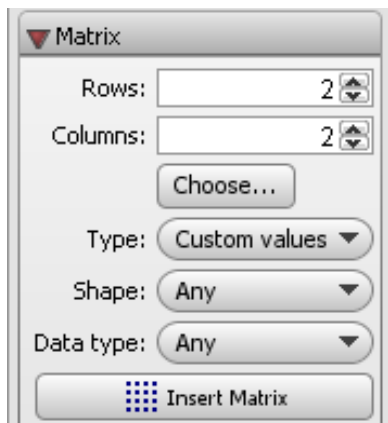 Matrix
Rows: 2
Columns: 2
Choose...
Type: Custom values
Shape: Any
Data type: Any
Insert Matrix